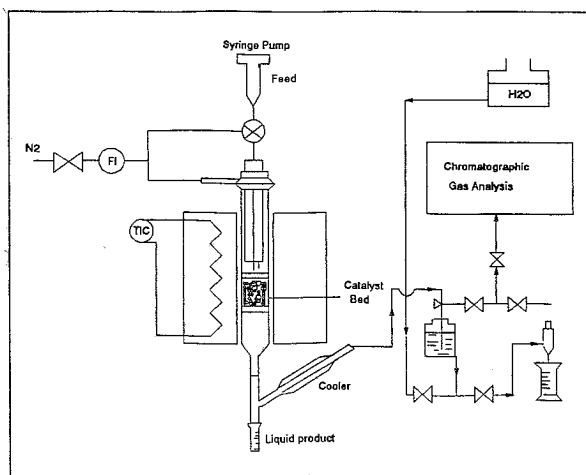 Syringe Pump
Feed
H2O
N2
FI
Chromatographic
Gas Analysis
TIC
Catalyst
Bed
Cooler
Liquid product